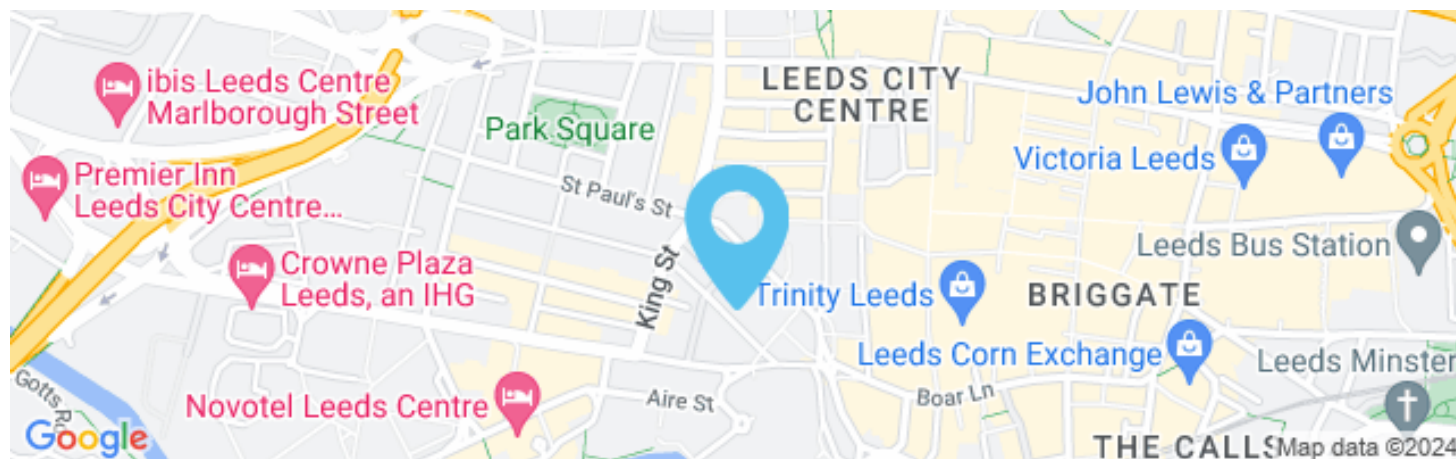 ibis Leeds Centre
Marlborough Street
LEEDS CITY
CENTRE
John Lewis & Partners
Park Square
Victoria Leeds
Premier Inn
Leeds City Centre...
St Paul's St
Leeds Bus Station
Crowne Plaza
Leeds, an IHG
King St
Trinity Leeds
BRIGGATE
Leeds Corn Exchange
Leeds Minster
Gotts Rd
Novotel Leeds Centre
Aire St
Boar Ln
Google
THE CALLS
Map data ©2024